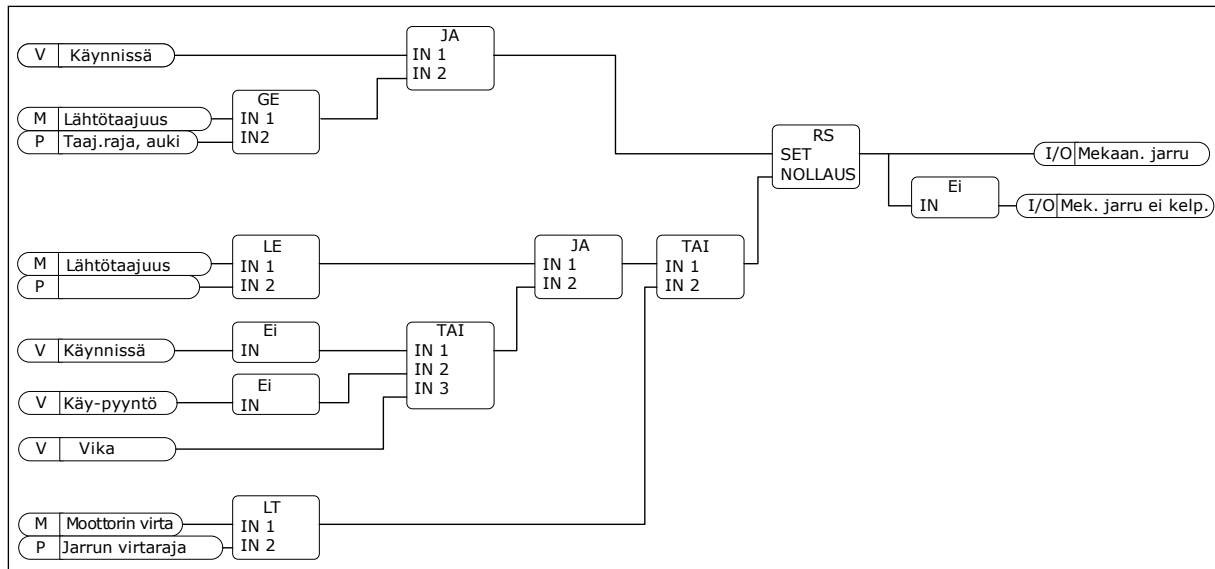 JA
V Käynnissä
IN 1
IN 2
GE
M Lähtötaajuus
IN 1
P Taaj.raja, auki
IN2
RS
SET
NOLLAUS
I/O Mekaan. jarru
Ei
IN
I/O Mek. jarru ei kelp.
LE
M Lähtötaajuus
IN 1
P
IN 2
JA
IN 1
IN 2
TAI
IN 1
IN 2
Ei
V Käynnissä
IN
TAI
IN 1
IN 2
IN 3
Ei
V Käy-pyyntö
IN
V Vika
LT
M Moottorin virta
IN 1
P Jarrun virtaraja
IN 2